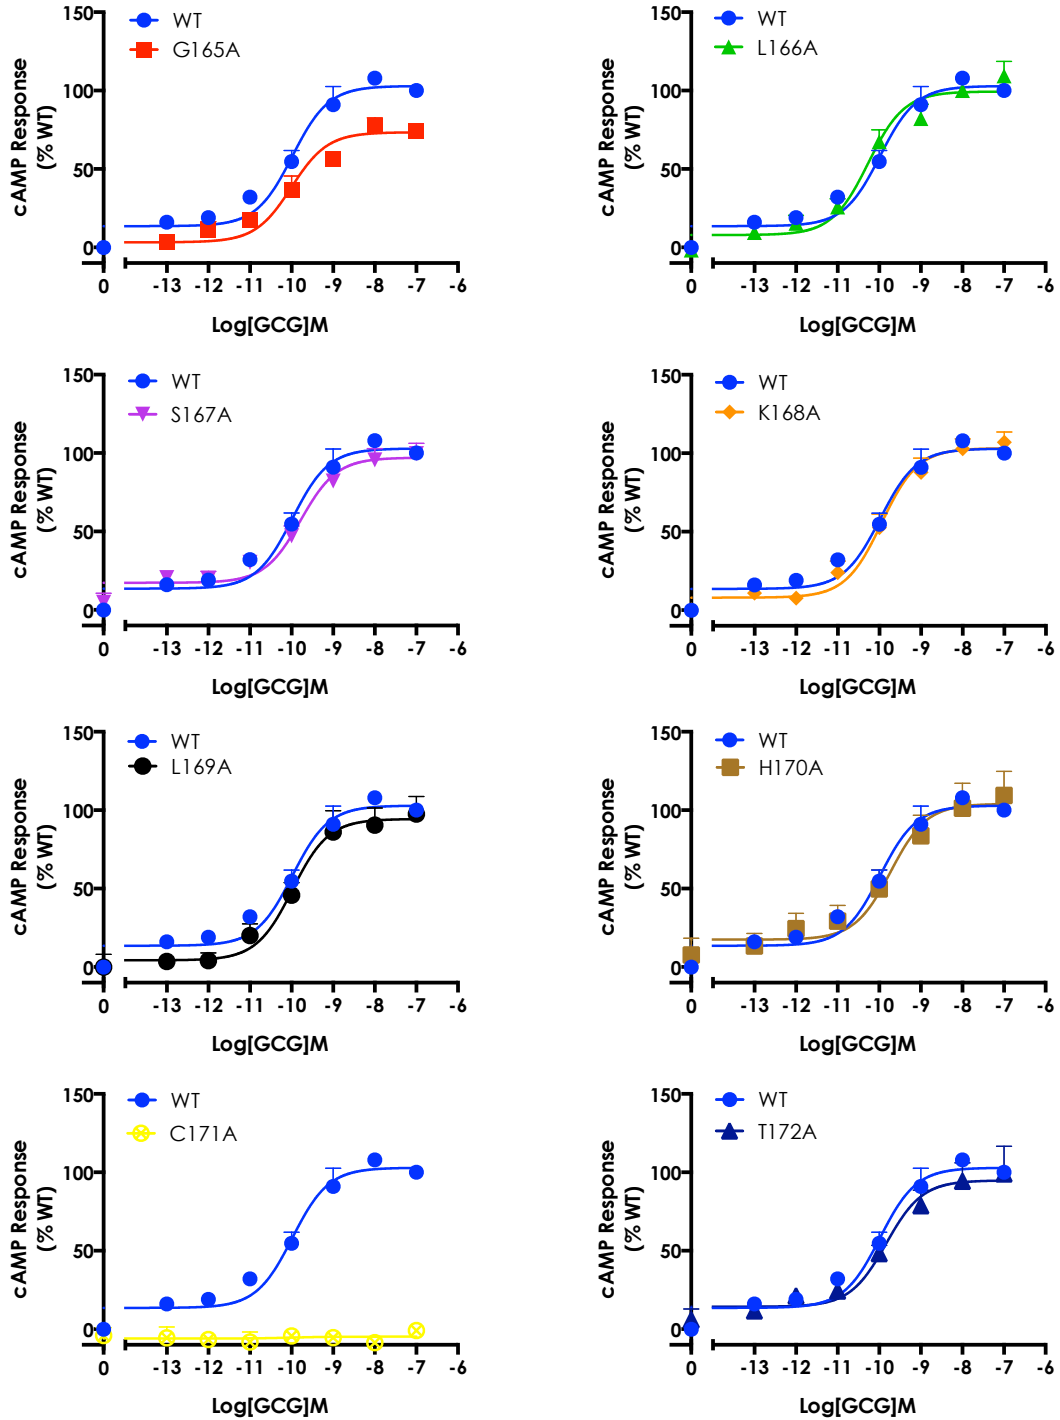 150
WT
G165A
100
50
0
cAMP Response
(% WT)
0 -13 -12 -11 -10 -9 -8 -7 -6
Log[GCG]M
150
WT
L166A
100
50
0
cAMP Response
(% WT)
0 -13 -12 -11 -10 -9 -8 -7 -6
Log[GCG]M
150
WT
S167A
100
50
0
cAMP Response
(% WT)
0 -13 -12 -11 -10 -9 -8 -7 -6
Log[GCG]M
150
WT
K168A
100
50
0
cAMP Response
(% WT)
0 -13 -12 -11 -10 -9 -8 -7 -6
Log[GCG]M
150
WT
L169A
100
50
0
cAMP Response
(% WT)
0 -13 -12 -11 -10 -9 -8 -7 -6
Log[GCG]M
150
WT
H170A
100
50
0
cAMP Response
(% WT)
0 -13 -12 -11 -10 -9 -8 -7 -6
Log[GCG]M
150
WT
C171A
100
50
0
cAMP Response
(% WT)
0 -13 -12 -11 -10 -9 -8 -7 -6
Log[GCG]M
150
WT
T172A
100
50
0
cAMP Response
(% WT)
0 -13 -12 -11 -10 -9 -8 -7 -6
Log[GCG]M